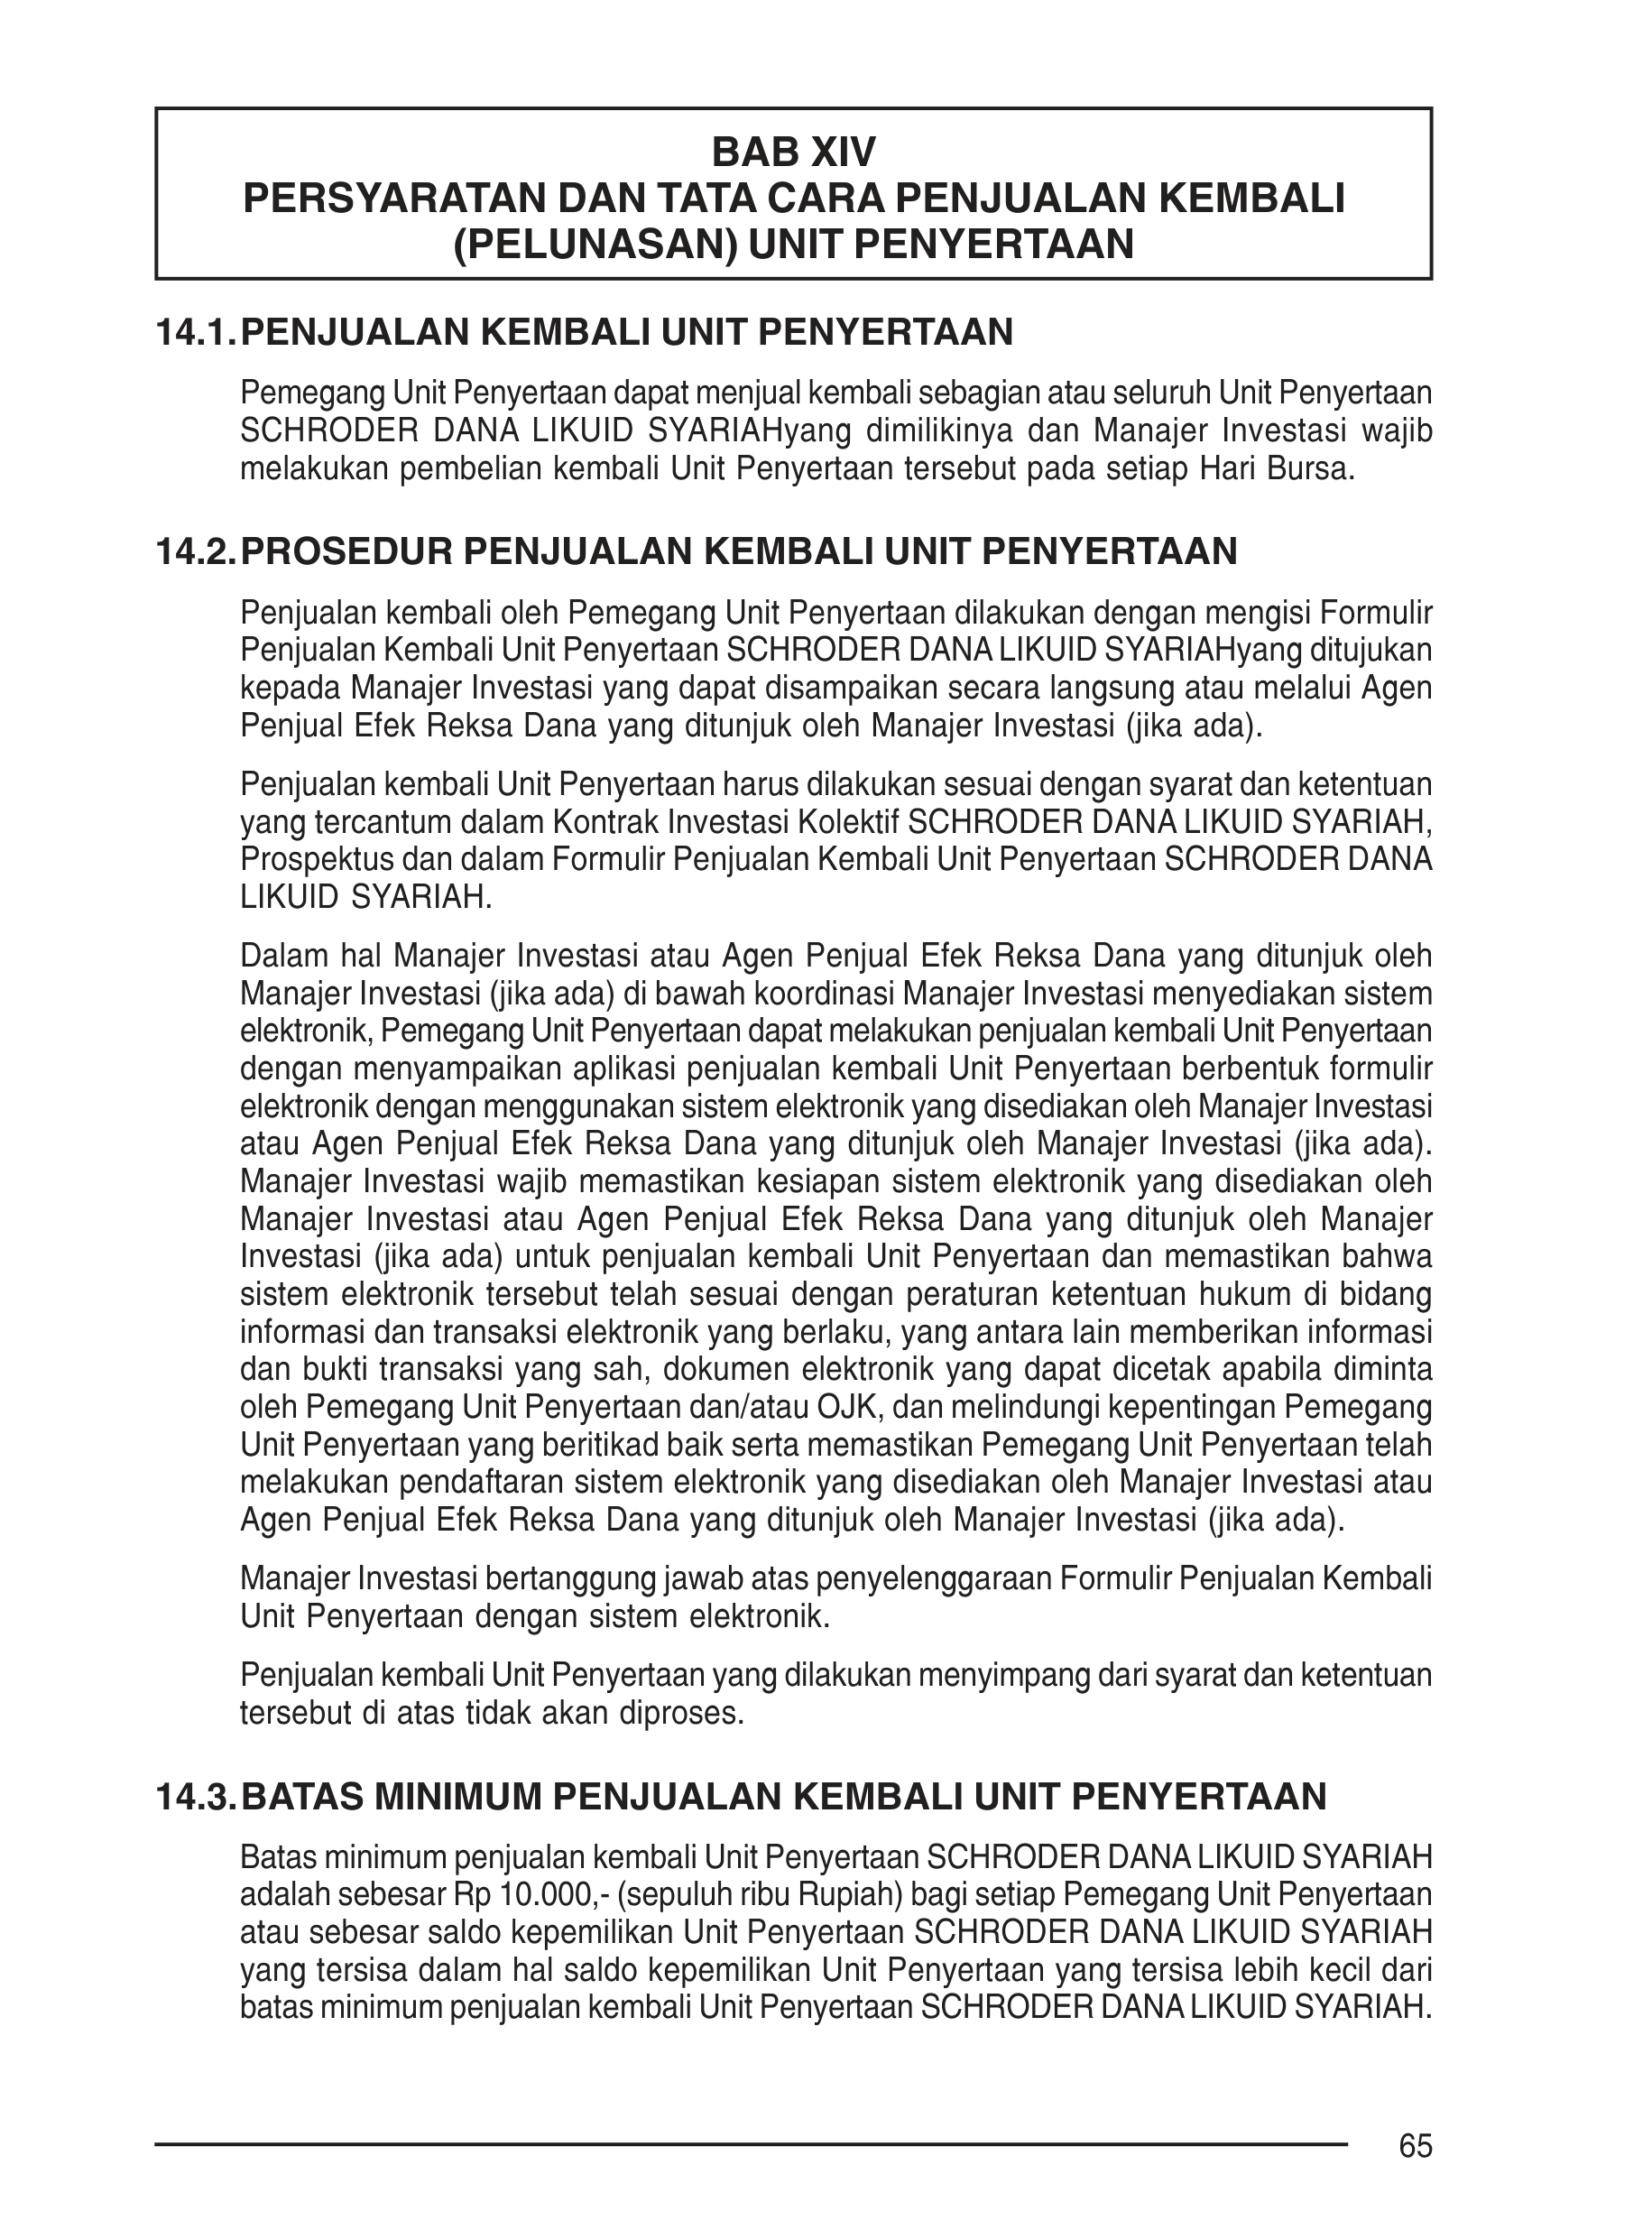 BAB XIV
PERSYARATAN DAN TATA CARA PENJUALAN KEMBALI
(PELUNASAN) UNIT PENYERTAAN
14.1. PENJUALAN KEMBALI UNIT PENYERTAAN
Pemegang Unit Penyertaan dapat menjual kembali sebagian atau seluruh Unit Penyertaan
SCHRODER DANA LIKUID SYARIAHyang dimilikinya dan Manajer Investasi wajib
melakukan pembelian kembali Unit Penyertaan tersebut pada setiap Hari Bursa.
14.2. PROSEDUR PENJUALAN KEMBALI UNIT PENYERTAAN
Penjualan kembali oleh Pemegang Unit Penyertaan dilakukan dengan mengisi Formulir
Penjualan Kembali Unit Penyertaan SCHRODER DANA LIKUID SYARIAHyang ditujukan
kepada Manajer Investasi yang dapat disampaikan secara langsung atau melalui Agen
Penjual Efek Reksa Dana yang ditunjuk oleh Manajer Investasi (jika ada).
Penjualan kembali Unit Penyertaan harus dilakukan sesuai dengan syarat dan ketentuan
yang tercantum dalam Kontrak Investasi Kolektif SCHRODER DANA LIKUID SYARIAH,
Prospektus dan dalam Formulir Penjualan Kembali Unit Penyertaan SCHRODER DANA
LIKUID SYARIAH.
Dalam hal Manajer Investasi atau Agen Penjual Efek Reksa Dana yang ditunjuk oleh
Manajer Investasi (jika ada) di bawah koordinasi Manajer Investasi menyediakan sistem
elektronik, Pemegang Unit Penyertaan dapat melakukan penjualan kembali Unit Penyertaan
dengan menyampaikan aplikasi penjualan kembali Unit Penyertaan berbentuk formulir
elektronik dengan menggunakan sistem elektronik yang disediakan oleh Manajer Investasi
atau Agen Penjual Efek Reksa Dana yang ditunjuk oleh Manajer Investasi (jika ada).
Manajer Investasi wajib memastikan kesiapan sistem elektronik yang disediakan oleh
Manajer Investasi atau Agen Penjual Efek Reksa Dana yang ditunjuk oleh Manajer
Investasi (jika ada) untuk penjualan kembali Unit Penyertaan dan memastikan bahwa
sistem elektronik tersebut telah sesuai dengan peraturan ketentuan hukum di bidang
informasi dan transaksi elektronik yang berlaku, yang antara lain memberikan informasi
dan bukti transaksi yang sah, dokumen elektronik yang dapat dicetak apabila diminta
oleh Pemegang Unit Penyertaan dan/atau OJK, dan melindungi kepentingan Pemegang
Unit Penyertaan yang beritikad baik serta memastikan Pemegang Unit Penyertaan telah
melakukan pendaftaran sistem elektronik yang disediakan oleh Manajer Investasi atau
Agen Penjual Efek Reksa Dana yang ditunjuk oleh Manajer Investasi (jika ada).
Manajer Investasi bertanggung jawab atas penyelenggaraan Formulir Penjualan Kembali
Unit Penyertaan dengan sistem elektronik.
Penjualan kembali Unit Penyertaan yang dilakukan menyimpang dari syarat dan ketentuan
tersebut di atas tidak akan diproses.
14.3. BATAS MINIMUM PENJUALAN KEMBALI UNIT PENYERTAAN
Batas minimum penjualan kembali Unit Penyertaan SCHRODER DANA LIKUID SYARIAH
adalah sebesar Rp 10.000,- (sepuluh ribu Rupiah) bagi setiap Pemegang Unit Penyertaan
atau sebesar saldo kepemilikan Unit Penyertaan SCHRODER DANA LIKUID SYARIAH
yang tersisa dalam hal saldo kepemilikan Unit Penyertaan yang tersisa lebih kecil dari
batas minimum penjualan kembali Unit Penyertaan SCHRODER DANA LIKUID SYARIAH.
65